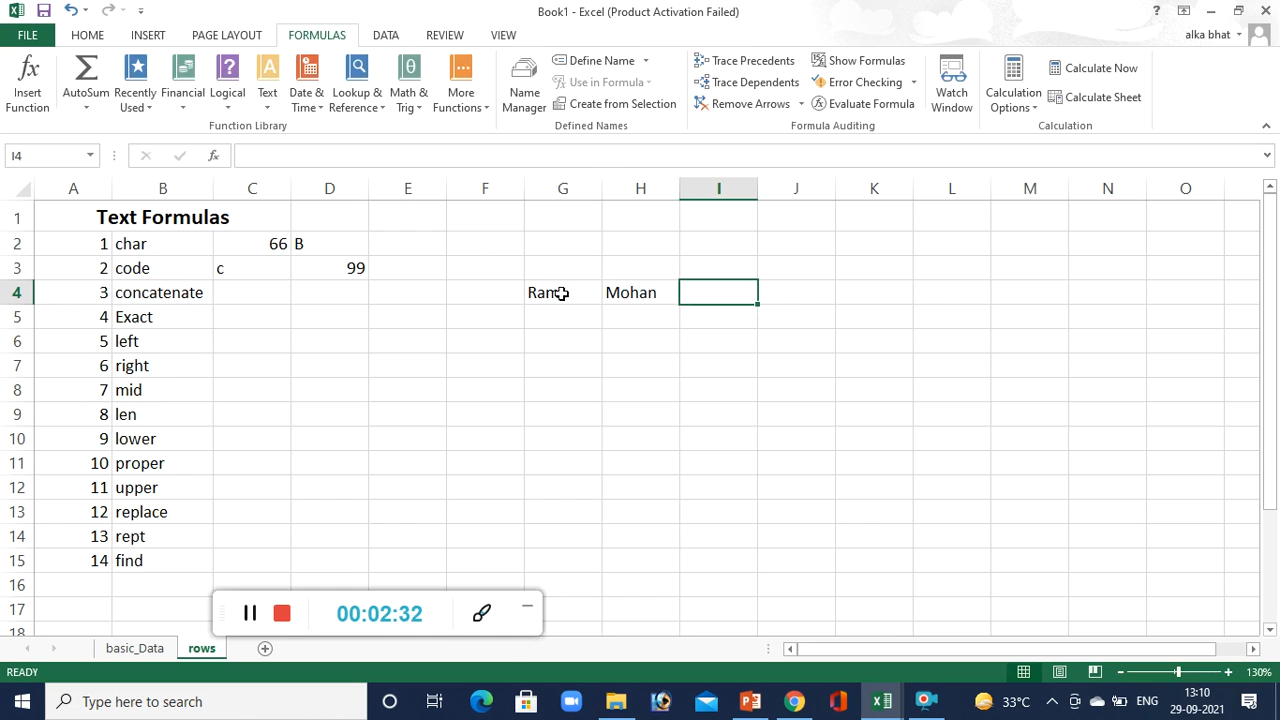 Book1 - Excel (Product Activation Failed)
FILE HOME INSERT PAGE LAYOUT FORMULAS DATA REVIEW VIEW alka bhat
Insert Function
AutoSum
Recently Used
Financial
Logical
Text
Date & Time
Lookup & Reference
Math & Trig
More Functions
Function Library
Name Manager
Define Name
Use in Formula
Create from Selection
Defined Names
Trace Precedents
Trace Dependents
Remove Arrows
Show Formulas
Error Checking
Evaluate Formula
Formula Auditing
Watch Window
Calculation Options
Calculate Now
Calculate Sheet
Calculation
I4
A B C D E F G H I J K L M N O
1 Text Formulas
2 1 char 66 B
3 2 code c 99
4 3 concatenate Ram Mohan
5 4 Exact
6 5 left
7 6 right
8 7 mid
9 8 len
10 9 lower
11 10 proper
12 11 upper
13 12 replace
14 13 rept
15 14 find
16
17
18
00:02:32
basic_Data rows
READY 130%
Type here to search
33°C ENG 13:10
29-09-2021